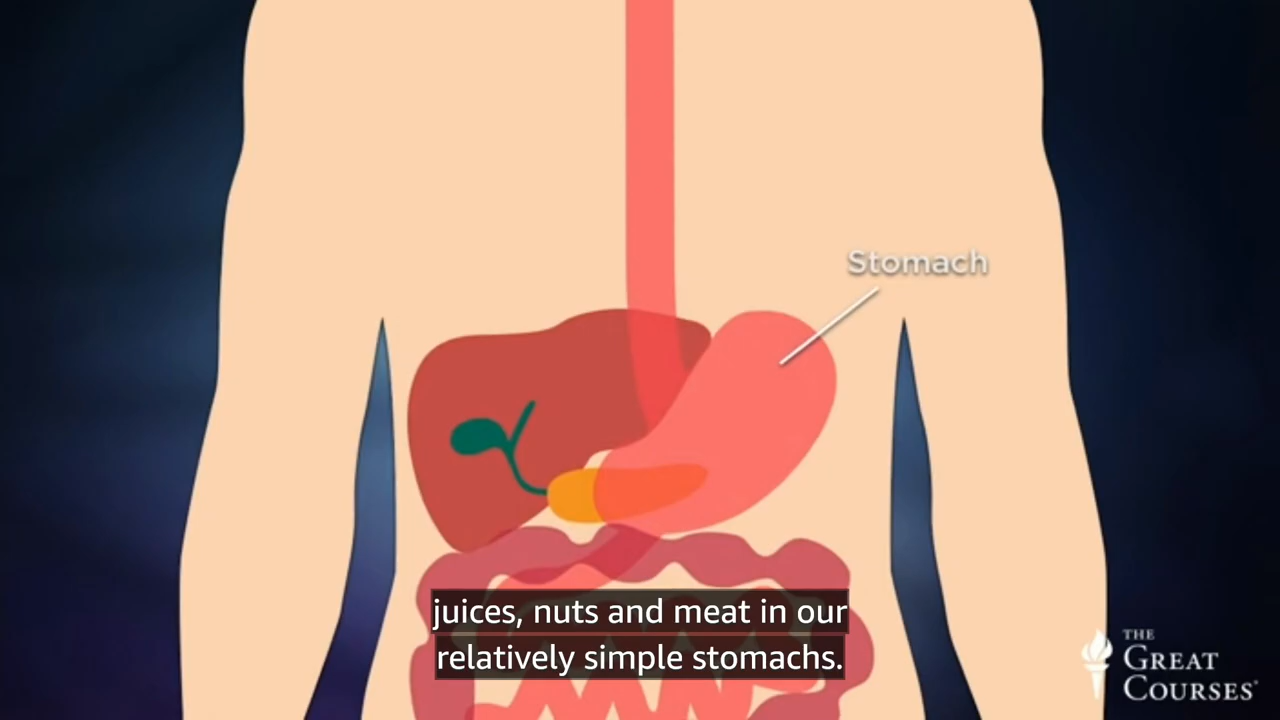 Stomach
juices, nuts and meat in our
relatively simple stomachs.
THE
GREAT
COURSES